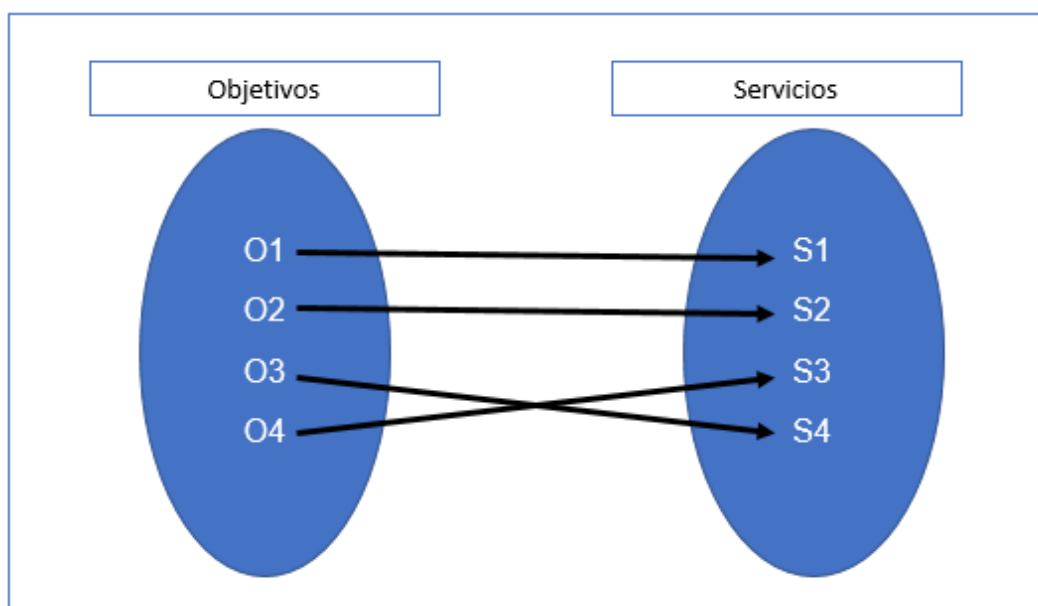 Objetivos
Servicios
O1
S1
O2
S2
O3
S3
O4
S4